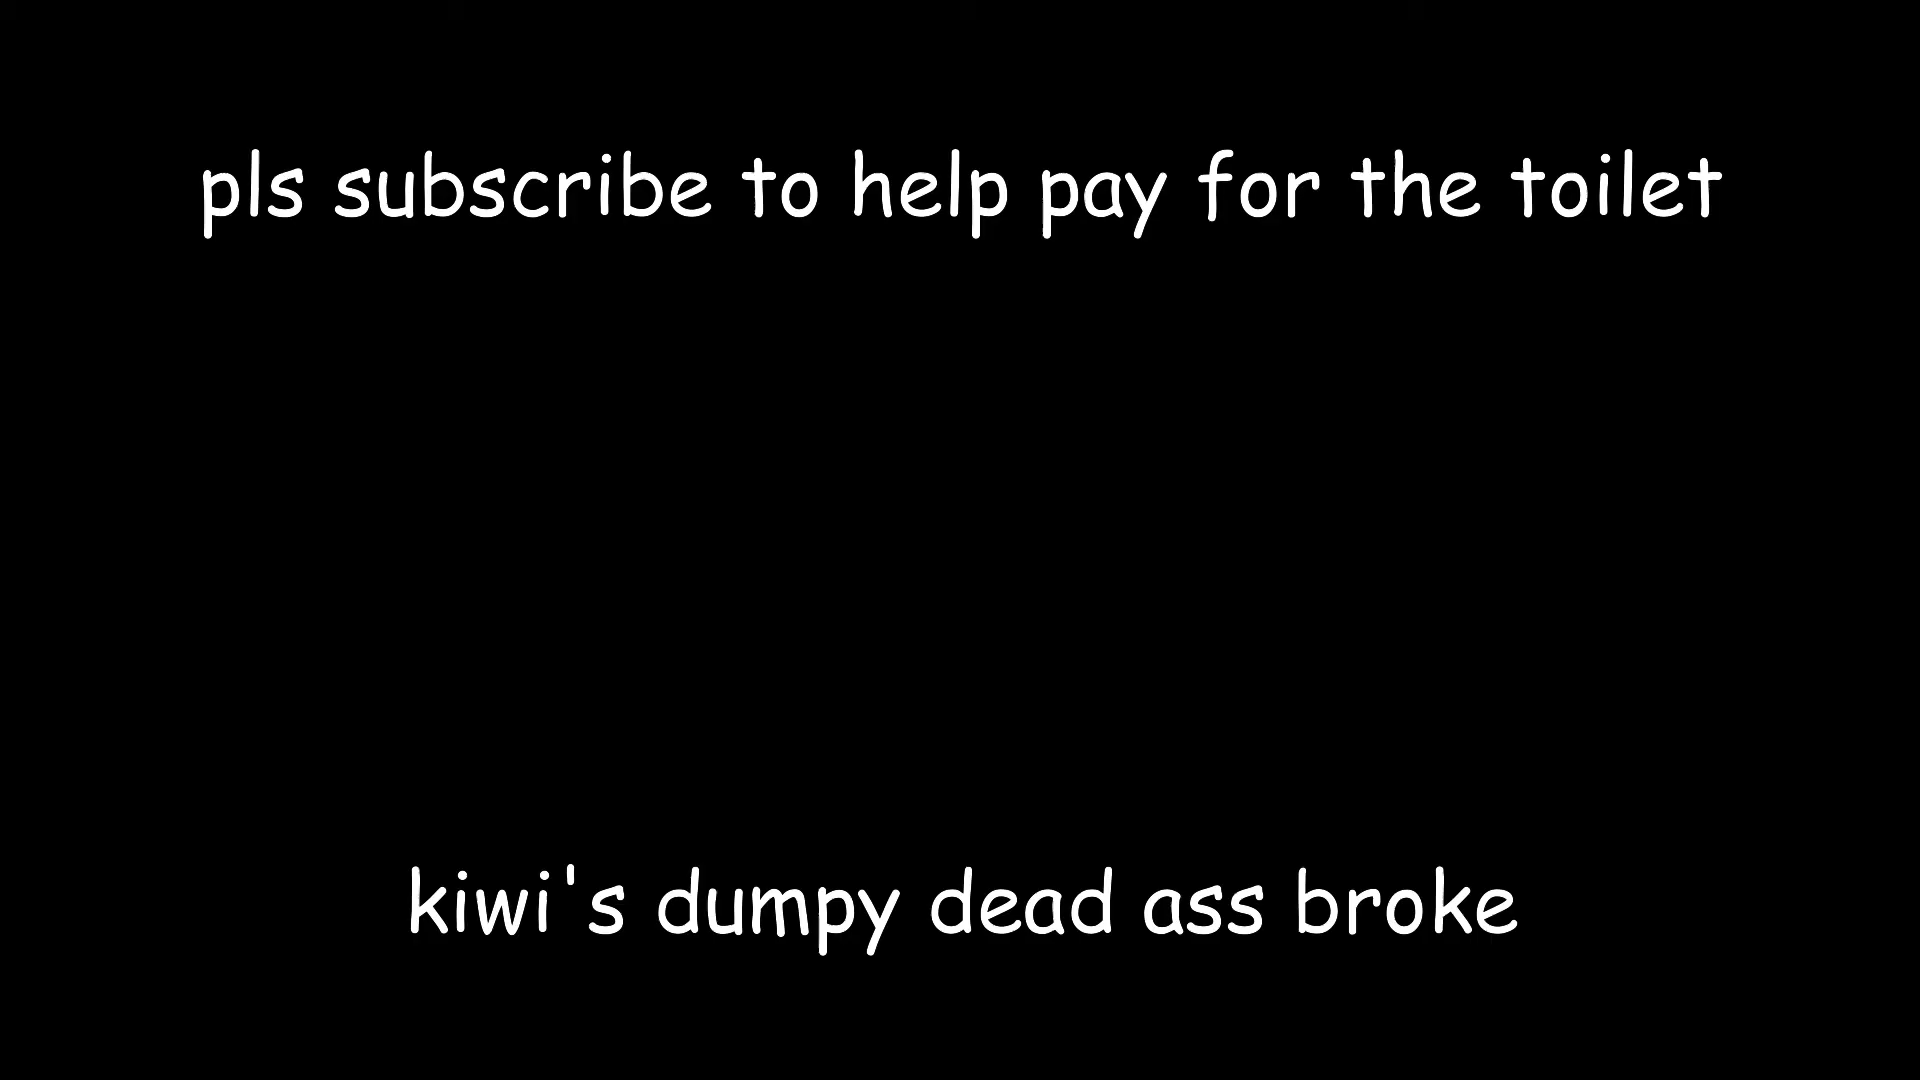 pls subscribe to help pay for the toilet
kiwi's dumpy dead ass broke